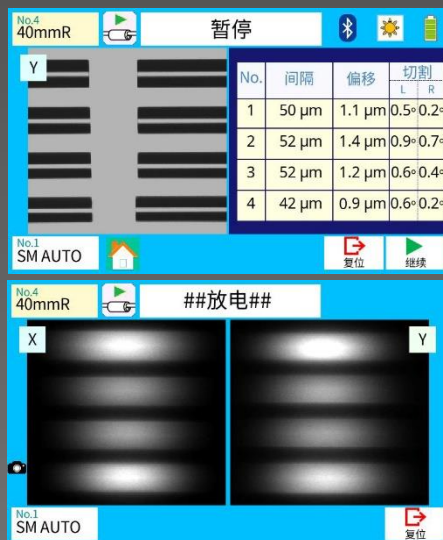 No.4
40mmR
暂停
Y
No. 间隔 偏移 切割
L R
1 50 µm 1.1 µm 0.5° 0.2°
2 52 µm 1.4 µm 0.9° 0.7°
3 52 µm 1.2 µm 0.6° 0.4°
4 42 µm 0.9 µm 0.6° 0.2°
No.1
SM AUTO
复位
继续
No.4
40mmR
##放电##
X
Y
No.1
SM AUTO
复位